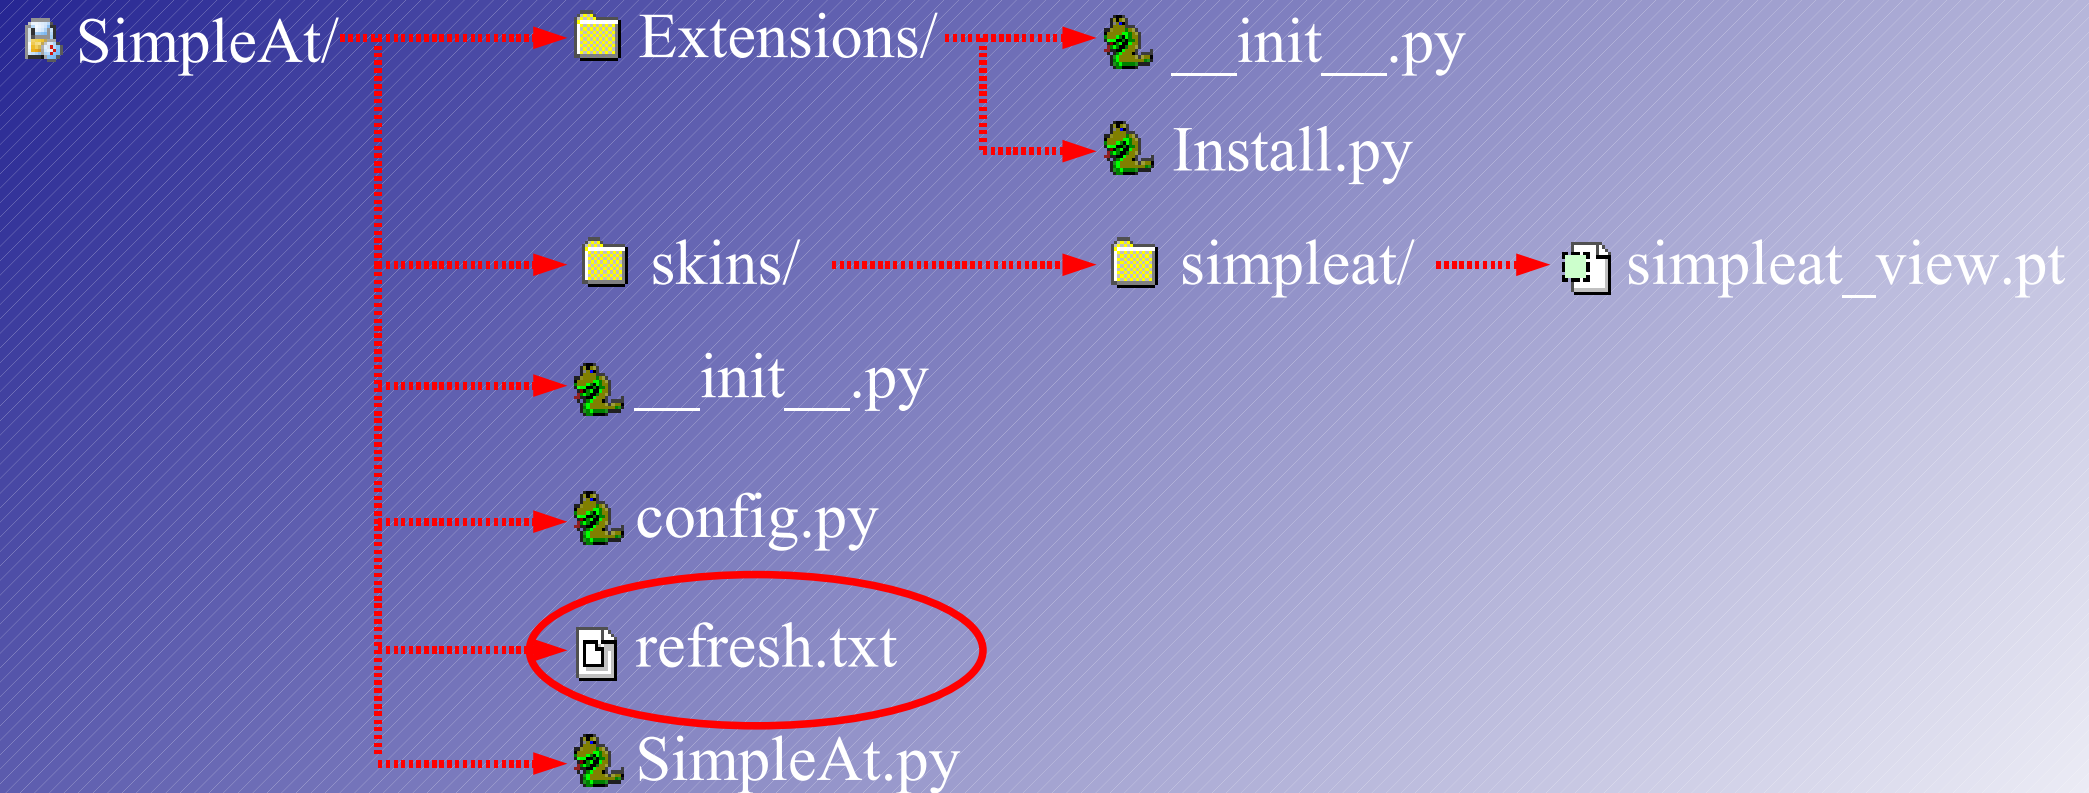 SimpleAt/ Extensions/ __init__.py
Install.py
skins/ simpleat/ simpleat_view.pt
__init__.py
config.py
refresh.txt
SimpleAt.py